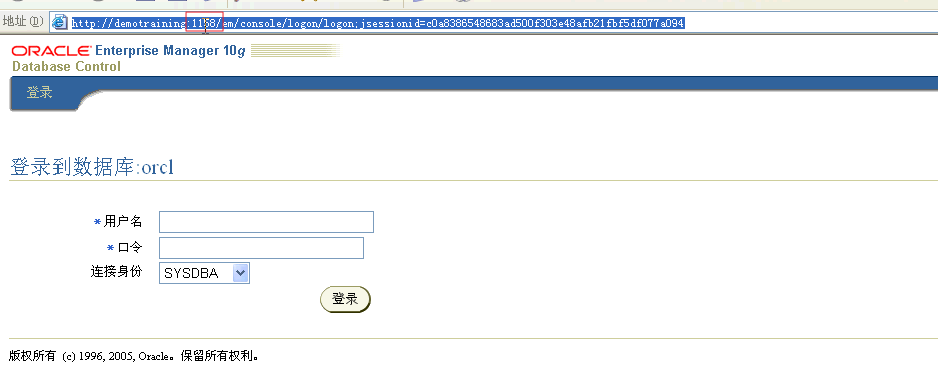 地址(D) http://demotraining:1158/em/console/logon/logon;jsessionid=c0a8386548683ad500f303e48afb21fbf5df077a094
ORACLE Enterprise Manager 10g
Database Control
登录
登录到数据库:orcl
* 用户名
* 口令
连接身份 SYSDBA
登录
版权所有 (c) 1996, 2005, Oracle。保留所有权利。